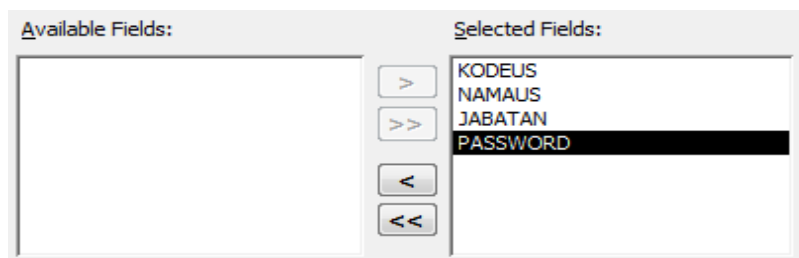 Available Fields:
Selected Fields:
>
>>
<
<<
KODEUS
NAMAUS
JABATAN
PASSWORD